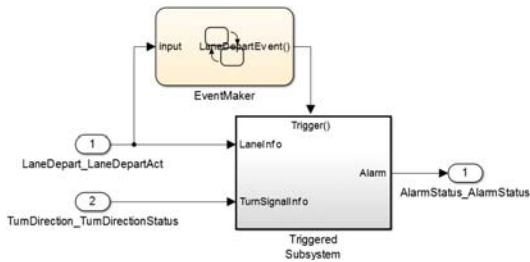 input
LaneDepartEvent()
EventMaker
Trigger()
1
LaneInfo
LaneDepart_LaneDepartAct
Alarm
1
AlarmStatus_AlarmStatus
2
TurnSignalInfo
TurnDirection_TurnDirectionStatus
Triggered
Subsystem